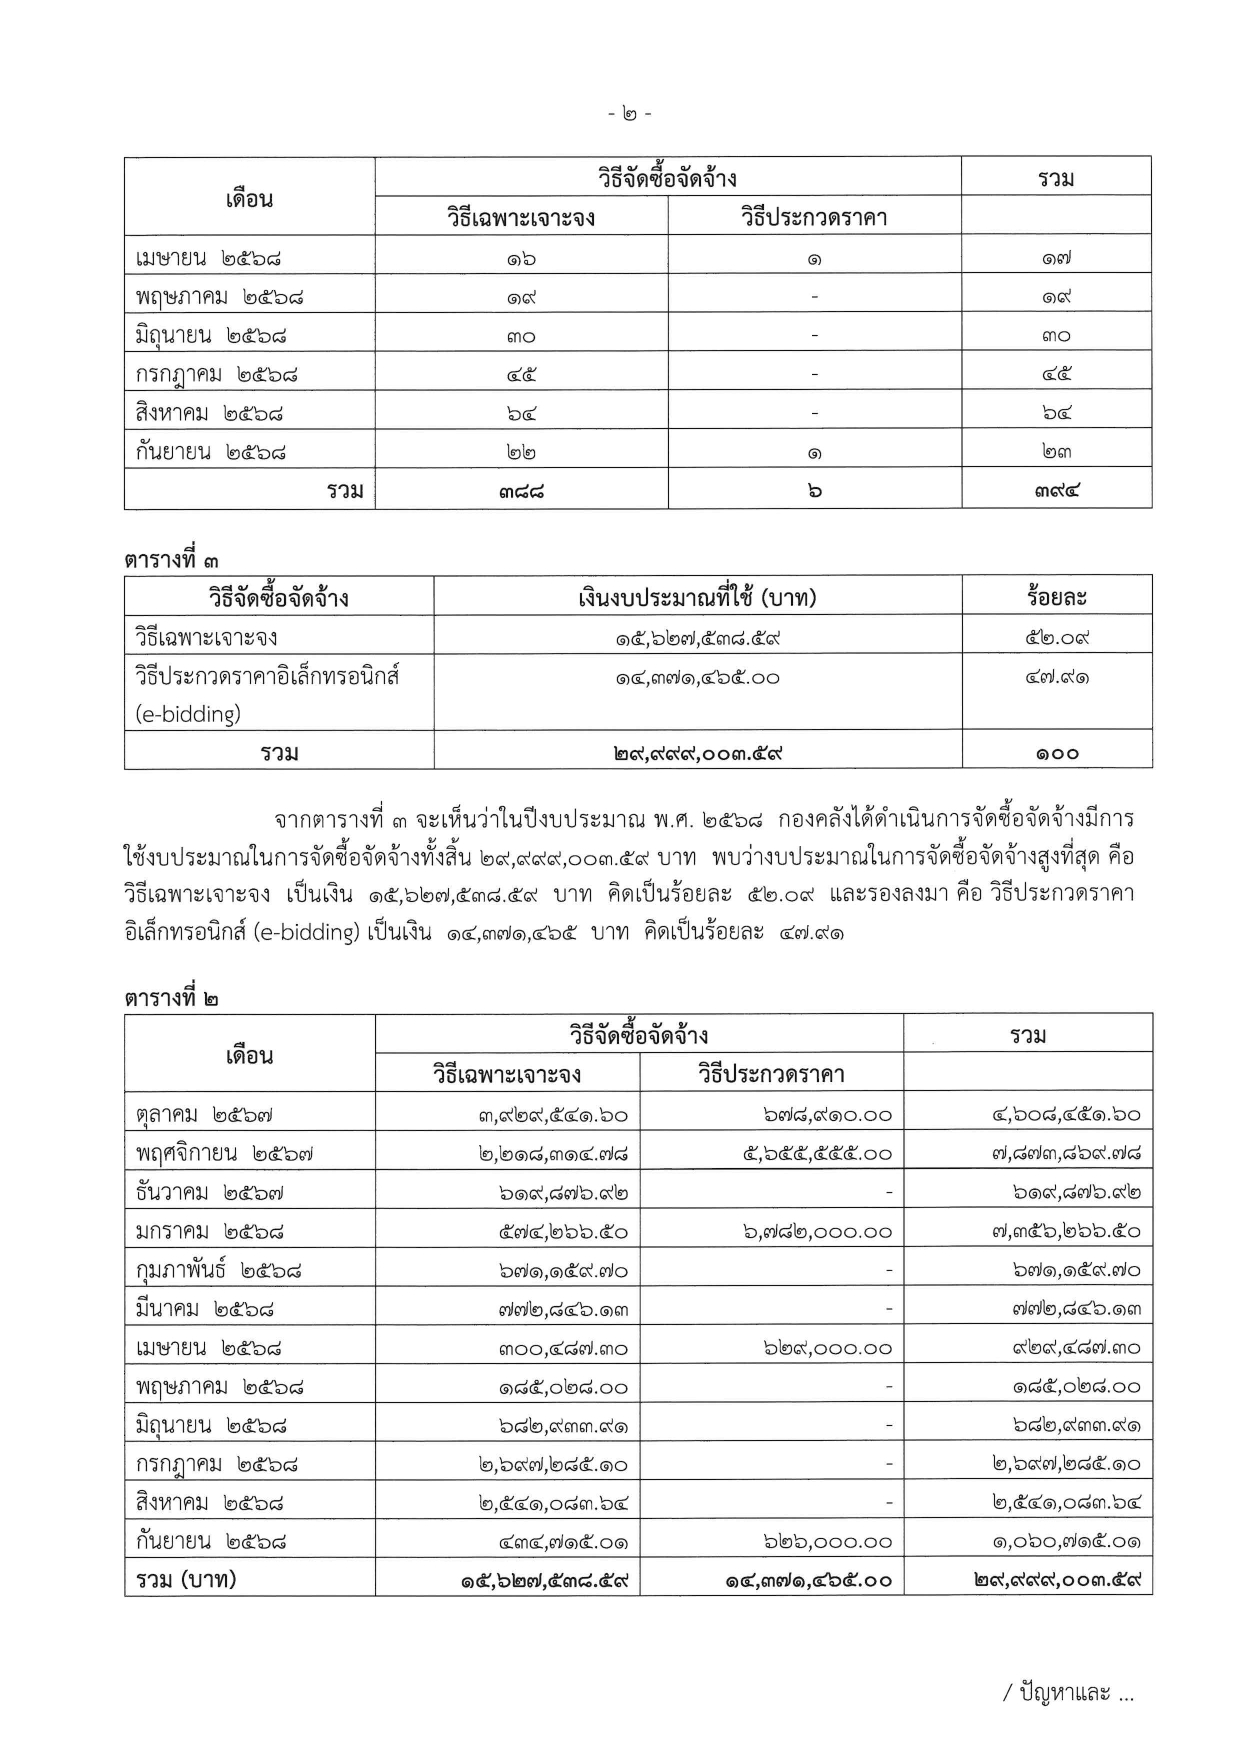 - ๒ -
เดือน วิธีจัดซื้อจัดจ้าง รวม
วิธีเฉพาะเจาะจง วิธีประกวดราคา
เมษายน ๒๕๖๘ ๑๖ ๑ ๑๗
พฤษภาคม ๒๕๖๘ ๑๙ - ๑๙
มิถุนายน ๒๕๖๘ ๓๐ - ๓๐
กรกฎาคม ๒๕๖๘ ๔๕ - ๔๕
สิงหาคม ๒๕๖๘ ๖๔ - ๖๔
กันยายน ๒๕๖๘ ๒๒ ๑ ๒๓
รวม ๓๘๘ ๖ ๓๙๔
ตารางที่ ๓
วิธีจัดซื้อจัดจ้าง เงินงบประมาณที่ใช้ (บาท) ร้อยละ
วิธีเฉพาะเจาะจง ๑๕,๖๒๗,๕๓๘.๕๙ ๕๒.๐๙
วิธีประกวดราคาอิเล็กทรอนิกส์ ๑๔,๓๗๑,๔๖๕.๐๐ ๔๗.๙๑
(e-bidding)
รวม ๒๙,๙๙๙,๐๐๓.๕๙ ๑๐๐
จากตารางที่ ๓ จะเห็นว่าในปีงบประมาณ พ.ศ. ๒๕๖๘ กองคลังได้ดำเนินการจัดซื้อจัดจ้างมีการ
ใช้งบประมาณในการจัดซื้อจัดจ้างทั้งสิ้น ๒๙,๙๙๙,๐๐๓.๕๙ บาท พบว่างบประมาณในการจัดซื้อจัดจ้างสูงที่สุด คือ
วิธีเฉพาะเจาะจง เป็นเงิน ๑๕,๖๒๗,๕๓๘.๕๙ บาท คิดเป็นร้อยละ ๕๒.๐๙ และรองลงมา คือ วิธีประกวดราคา
อิเล็กทรอนิกส์ (e-bidding) เป็นเงิน ๑๔,๓๗๑,๔๖๕ บาท คิดเป็นร้อยละ ๔๗.๙๑
ตารางที่ ๒
เดือน วิธีจัดซื้อจัดจ้าง รวม
วิธีเฉพาะเจาะจง วิธีประกวดราคา
ตุลาคม ๒๕๖๗ ๓,๙๒๙,๕๔๑.๖๐ ๖๗๘,๙๑๐.๐๐ ๔,๖๐๘,๔๕๑.๖๐
พฤศจิกายน ๒๕๖๗ ๒,๒๑๘,๓๑๔.๗๘ ๕,๖๕๕,๕๕๕.๐๐ ๗,๘๗๓,๘๖๙.๗๘
ธันวาคม ๒๕๖๗ ๖๑๙,๘๗๖.๙๒ - ๖๑๙,๘๗๖.๙๒
มกราคม ๒๕๖๘ ๕๗๔,๒๖๖.๕๐ ๖,๗๘๒,๐๐๐.๐๐ ๗,๓๕๖,๒๖๖.๕๐
กุมภาพันธ์ ๒๕๖๘ ๖๗๑,๑๕๙.๗๐ - ๖๗๑,๑๕๙.๗๐
มีนาคม ๒๕๖๘ ๗๗๒,๘๔๖.๑๓ - ๗๗๒,๘๔๖.๑๓
เมษายน ๒๕๖๘ ๓๐๐,๔๘๗.๓๐ ๖๒๙,๐๐๐.๐๐ ๙๒๙,๔๘๗.๓๐
พฤษภาคม ๒๕๖๘ ๑๘๕,๐๒๘.๐๐ - ๑๘๕,๐๒๘.๐๐
มิถุนายน ๒๕๖๘ ๖๘๒,๙๓๓.๙๑ - ๖๘๒,๙๓๓.๙๑
กรกฎาคม ๒๕๖๘ ๒,๖๙๗,๒๘๕.๑๐ - ๒,๖๙๗,๒๘๕.๑๐
สิงหาคม ๒๕๖๘ ๒,๕๔๑,๐๘๓.๖๔ - ๒,๕๔๑,๐๘๓.๖๔
กันยายน ๒๕๖๘ ๔๓๔,๗๑๕.๐๑ ๖๒๖,๐๐๐.๐๐ ๑,๐๖๐,๗๑๕.๐๑
รวม (บาท) ๑๕,๖๒๗,๕๓๘.๕๙ ๑๔,๓๗๑,๔๖๕.๐๐ ๒๙,๙๙๙,๐๐๓.๕๙
/ ปัญหาและ ...